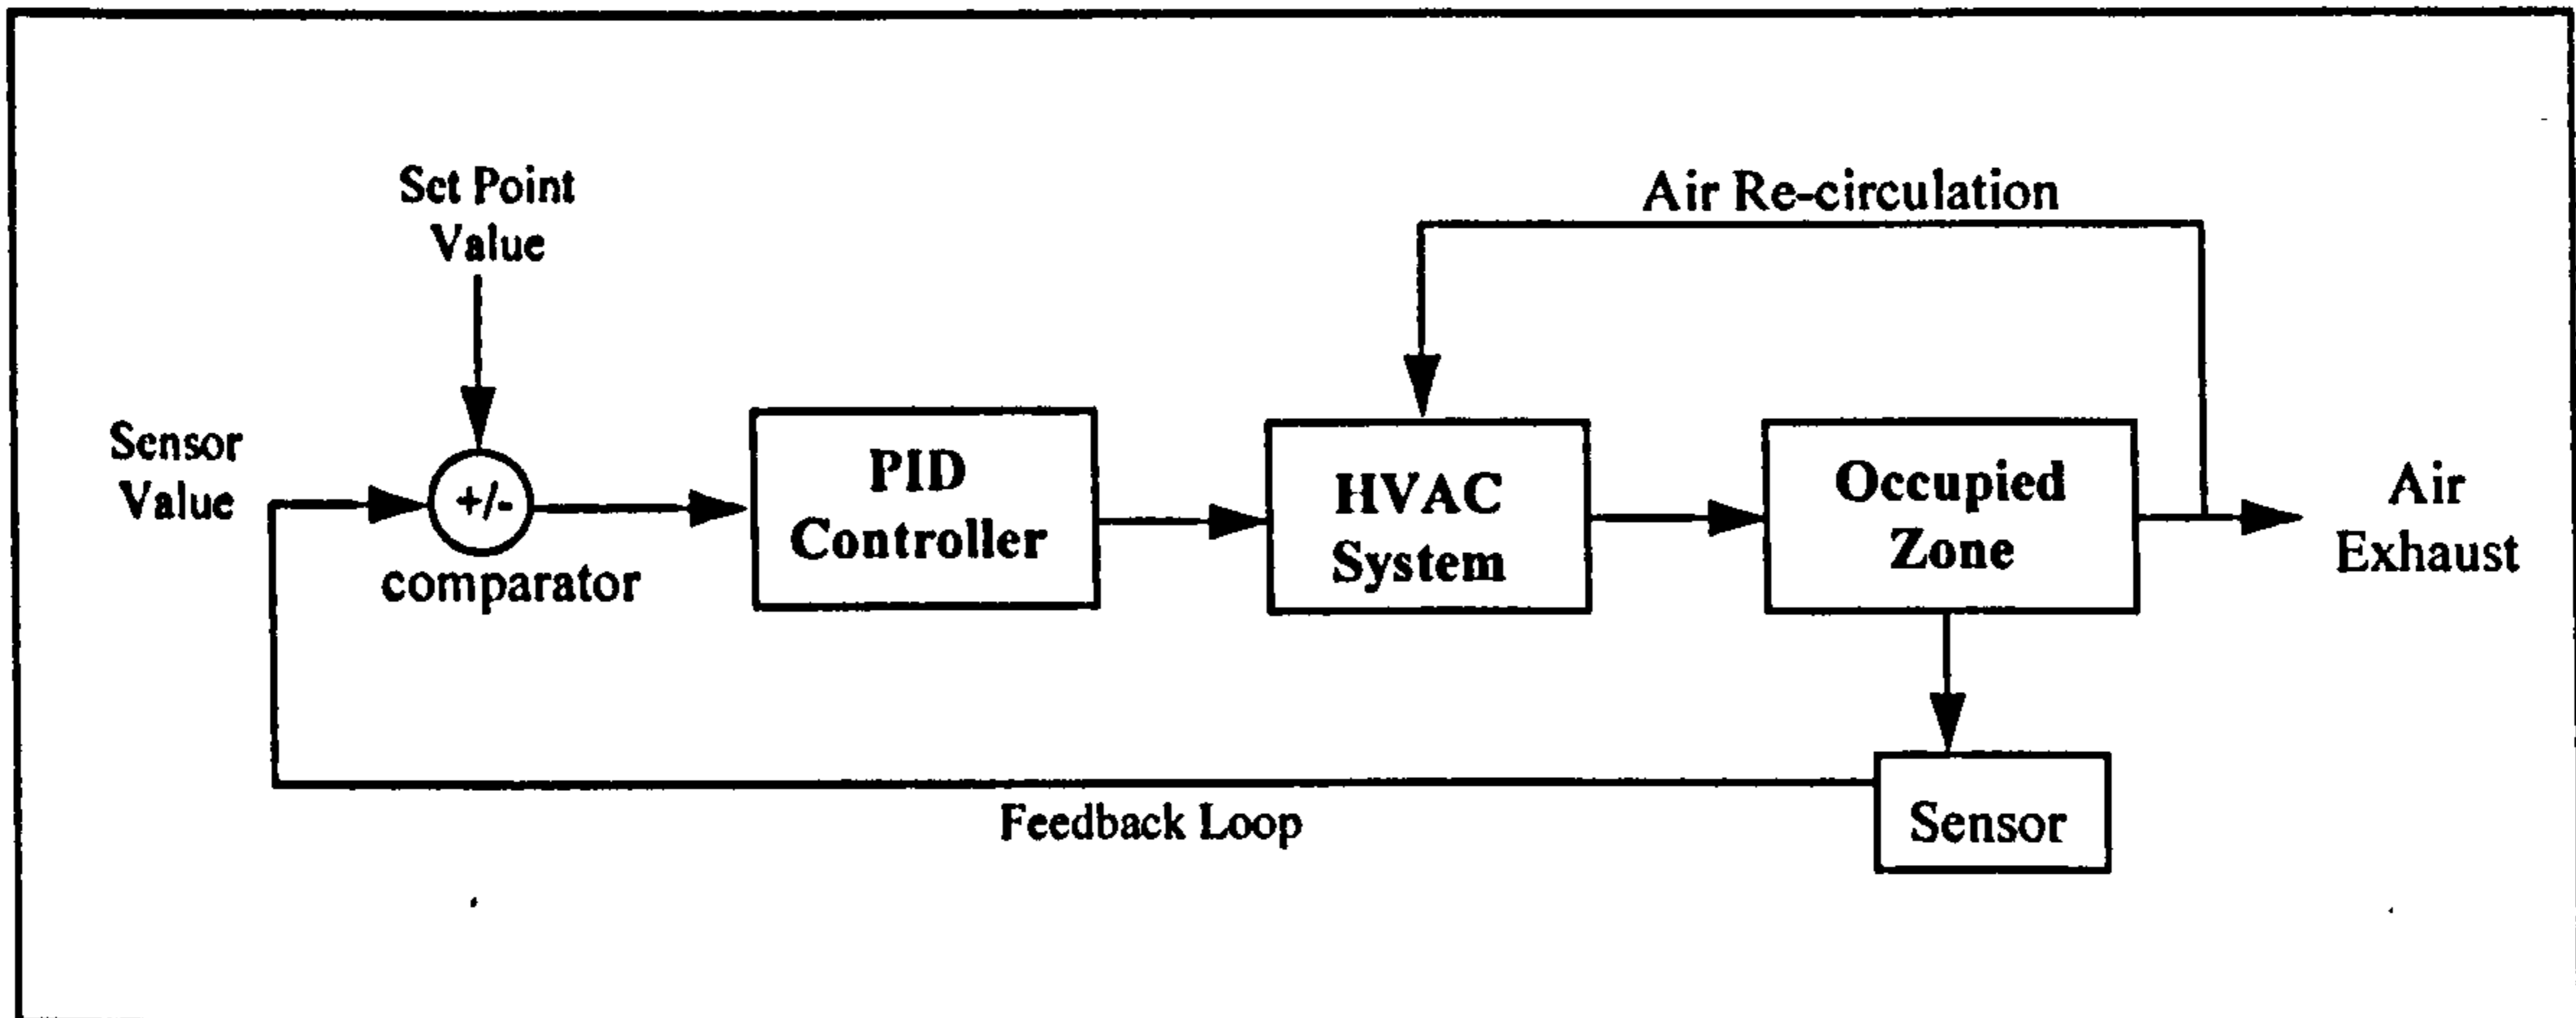 Set Point
Value
Air Re-circulation
Sensor
Value
+/-
comparator
PID
Controller
HVAC
System
Occupied
Zone
Air
Exhaust
Feedback Loop
Sensor